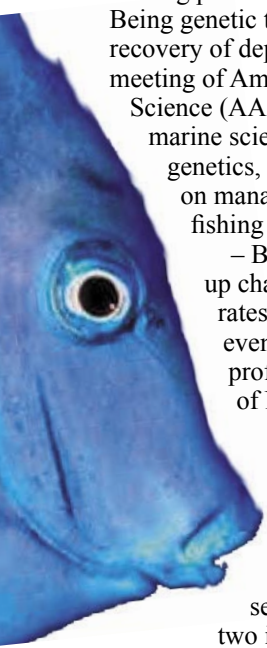 Being genetic t
recovery of dep
meeting of Am
Science (AA
marine scie
genetics,
on mana
fishing
– B
up cha
rates
even
prof
of
se
two i